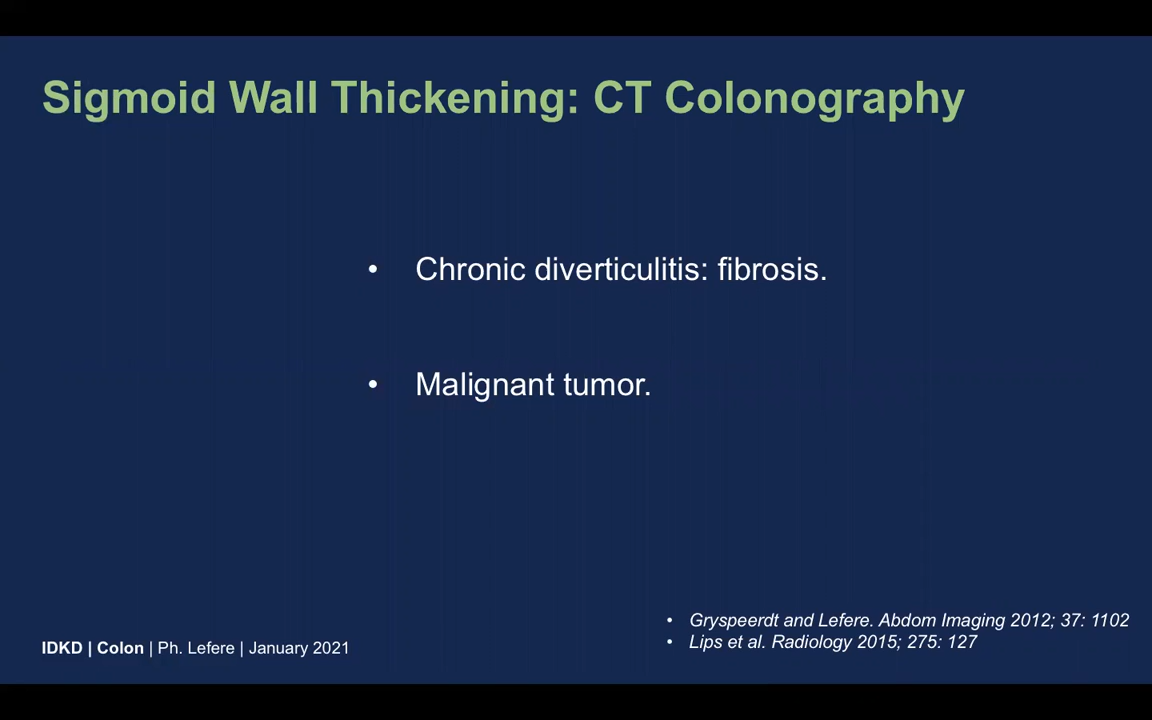 Sigmoid Wall Thickening: CT Colonography
• Chronic diverticulitis: fibrosis.
• Malignant tumor.
• Gryspeerdt and Lefere. Abdom Imaging 2012; 37: 1102
• Lips et al. Radiology 2015; 275: 127
IDKD | Colon | Ph. Lefere | January 2021